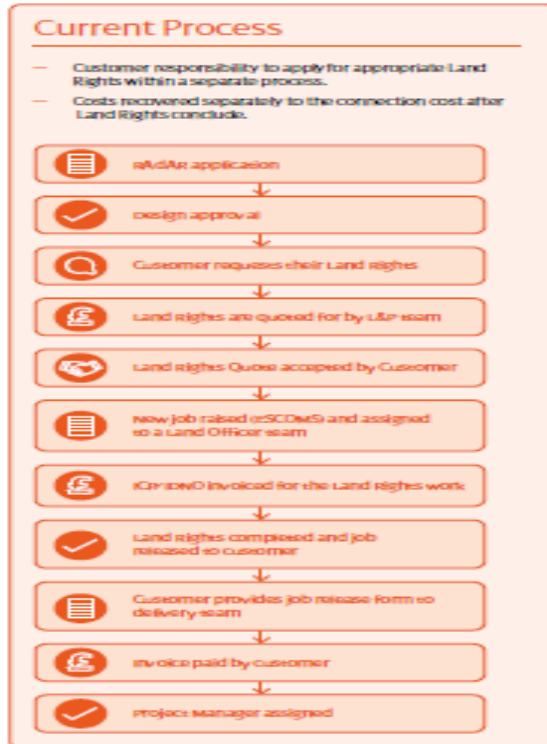 Current Process
— Customer responsibility to apply for appropriate Land
Rights within a separate process.
— Costs recovered separately to the connection cost after
Land Rights conclude.
RAdAR application
Design approval
Customer requests their Land Rights
Land Rights are quoted for by L&P team
Land Rights Quote accepted by Customer
New job raised (eSCOMS) and assigned
to a Land Officer team
ICP/IDNO invoiced for the Land Rights work
Land Rights completed and job
released to customer
Customer provides job release form to
delivery team
Invoice paid by customer
Project Manager assigned